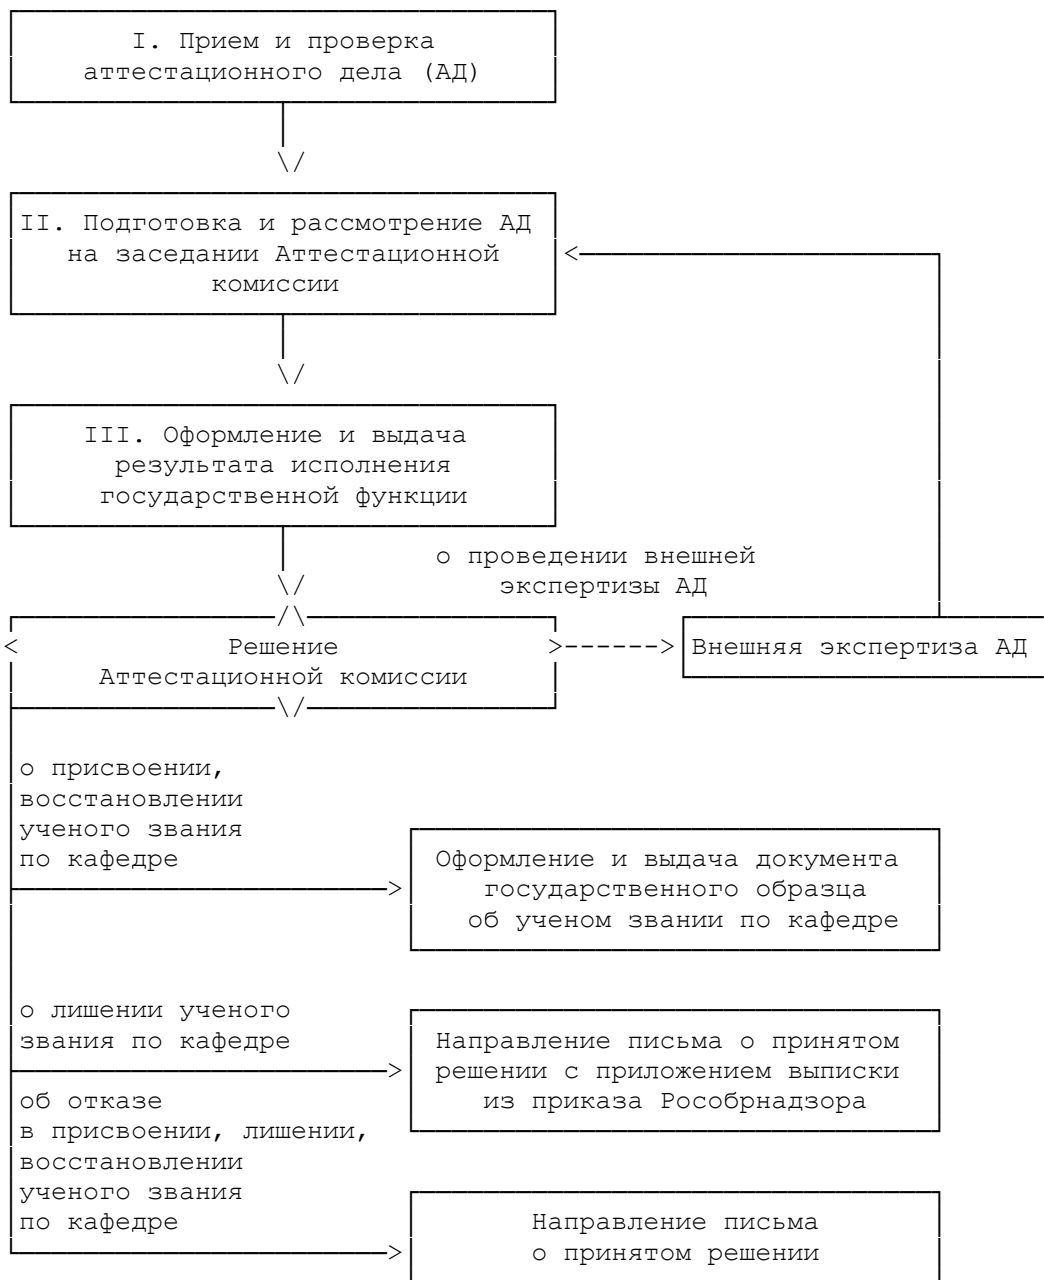 I. Прием и проверка
аттестационного дела (АД)
II. Подготовка и рассмотрение АД
на заседании Аттестационной
комиссии
III. Оформление и выдача
результата исполнения
государственной функции
о проведении внешней
экспертизы АД
Решение
Аттестационной комиссии
Внешняя экспертиза АД
о присвоении,
восстановлении
ученого звания
по кафедре
Оформление и выдача документа
государственного образца
об ученом звании по кафедре
о лишении ученого
звания по кафедре
Направление письма о принятом
решении с приложением выписки
из приказа Рособрнадзора
об отказе
в присвоении, лишении,
восстановлении
ученого звания
по кафедре
Направление письма
о принятом решении